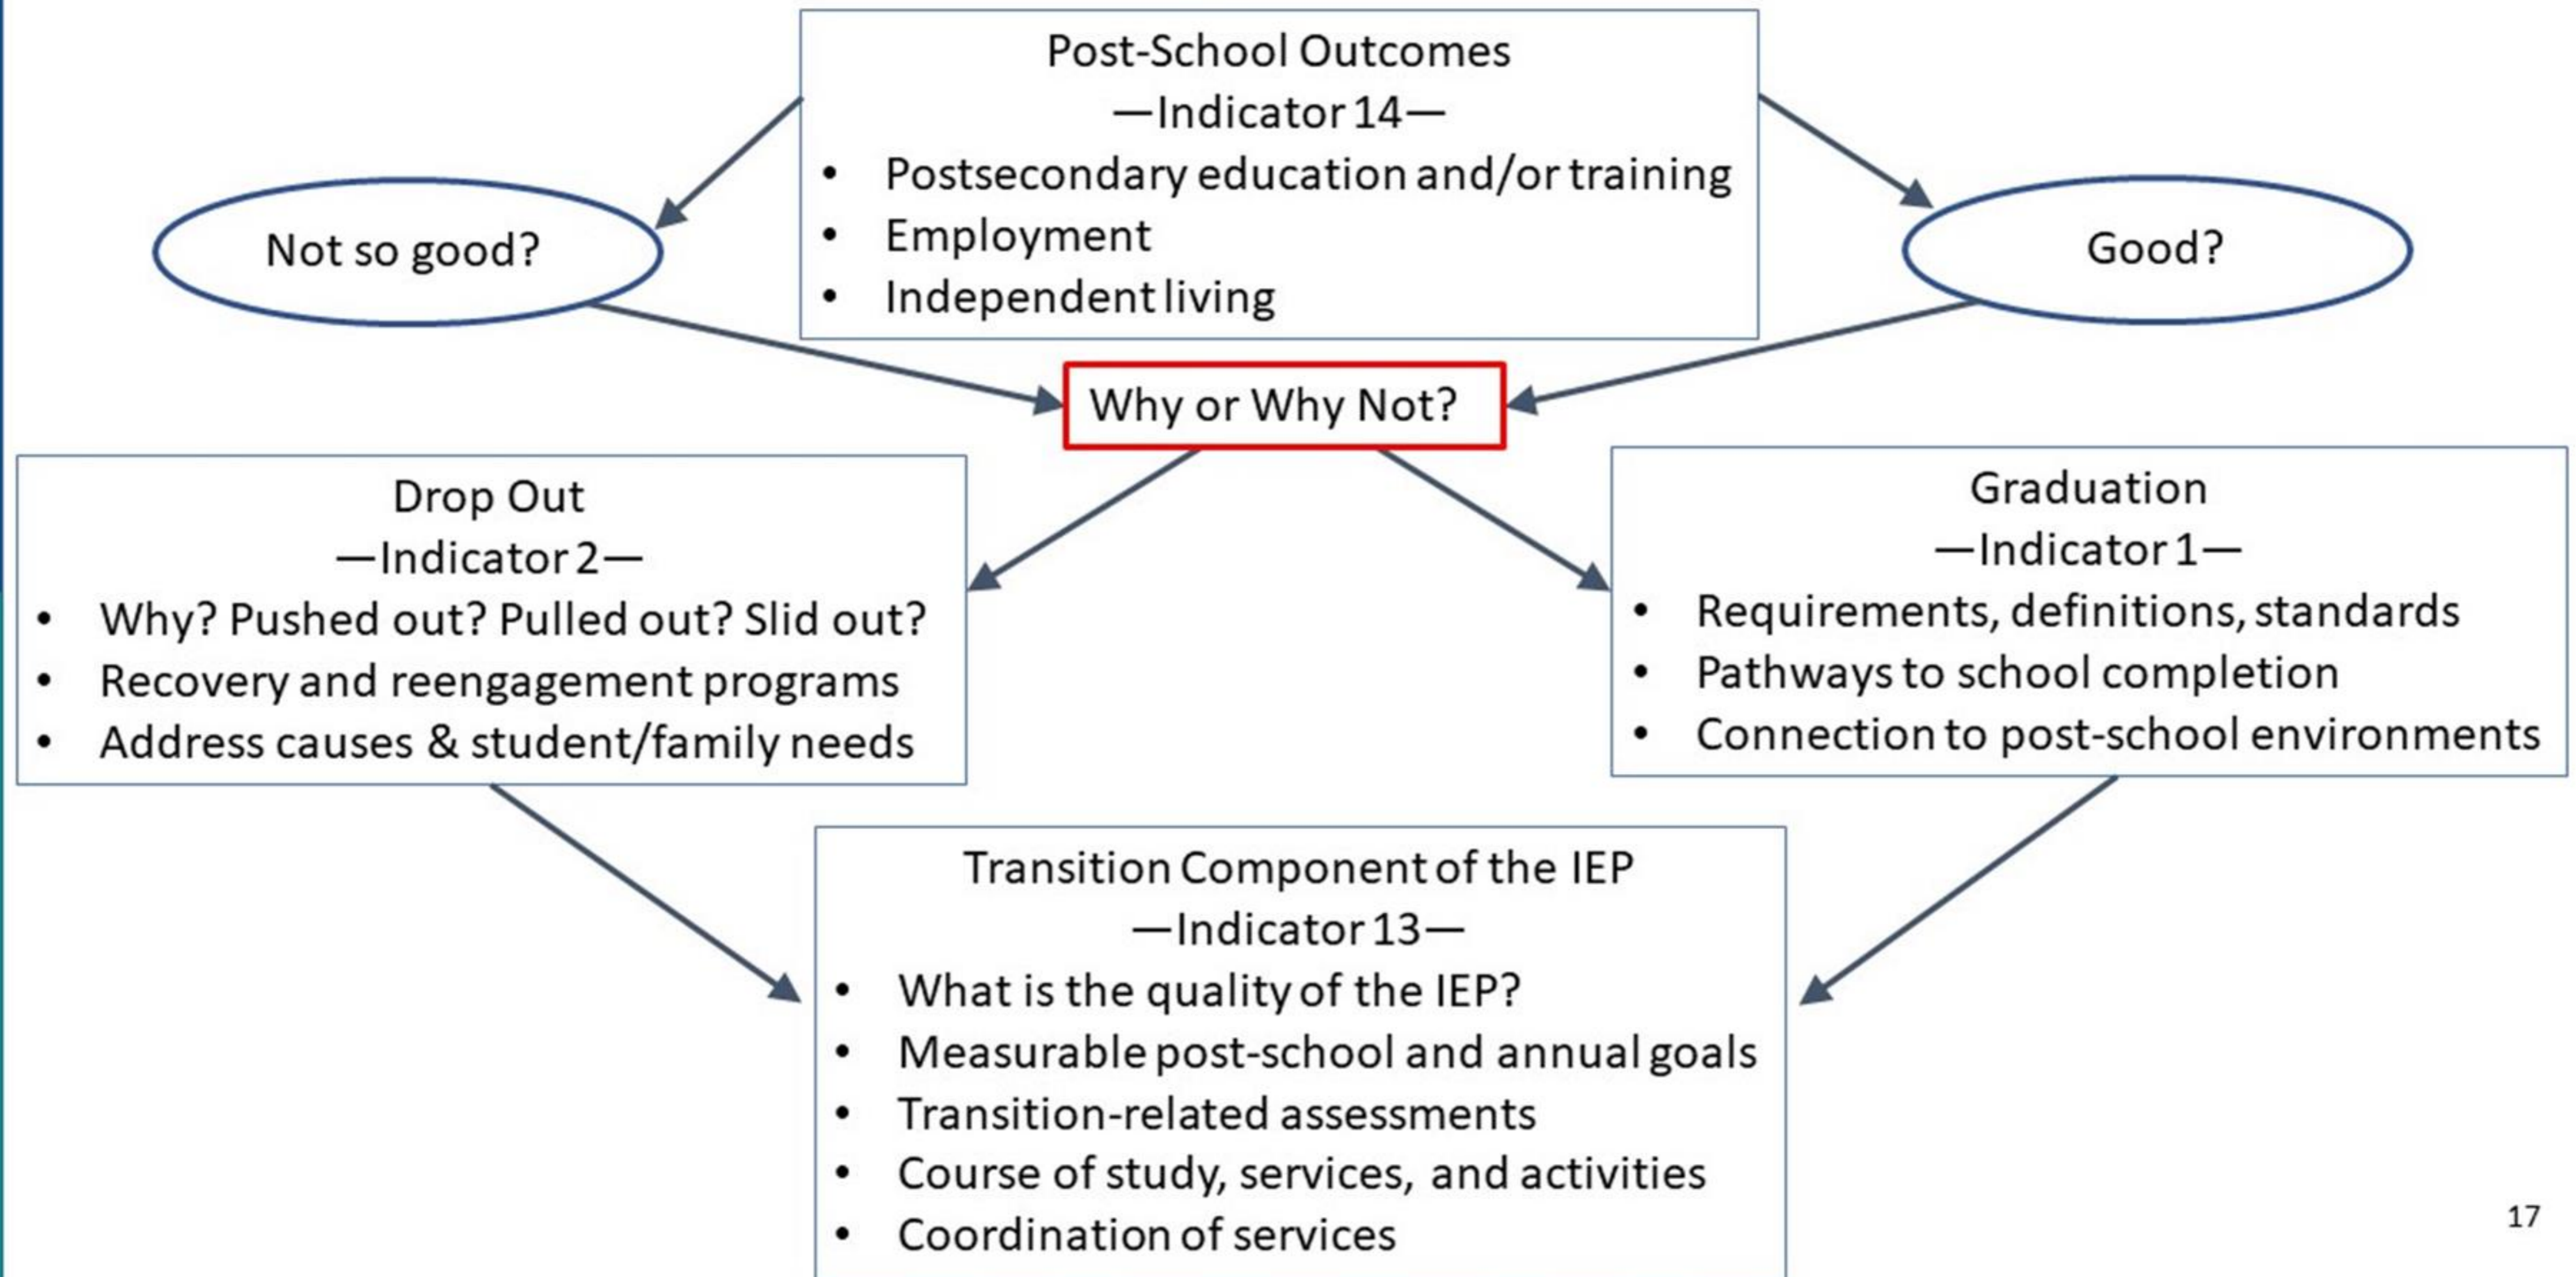 Post-School Outcomes
—Indicator 14—
• Postsecondary education and/or training
• Employment
• Independent living
Not so good?
Good?
Why or Why Not?
Drop Out
—Indicator 2—
• Why? Pushed out? Pulled out? Slid out?
• Recovery and reengagement programs
• Address causes & student/family needs
Graduation
—Indicator 1—
• Requirements, definitions, standards
• Pathways to school completion
• Connection to post-school environments
Transition Component of the IEP
—Indicator 13—
• What is the quality of the IEP?
• Measurable post-school and annual goals
• Transition-related assessments
• Course of study, services, and activities
• Coordination of services
17